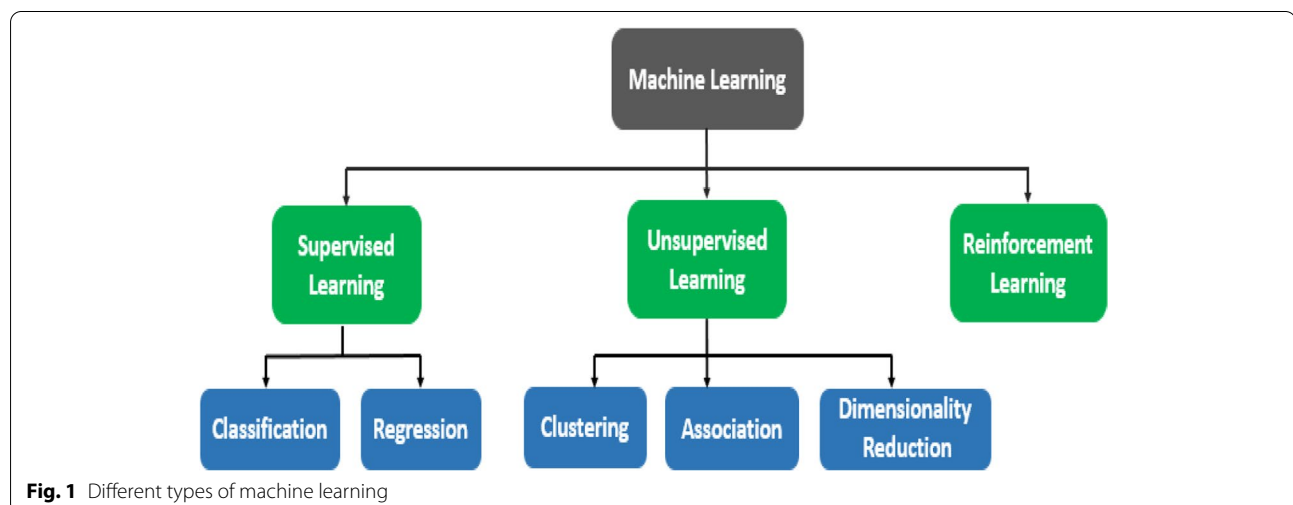 Machine Learning
Supervised
Learning
Unsupervised
Learning
Reinforcement
Learning
Classification
Regression
Clustering
Association
Dimensionality
Reduction
Fig. 1 Different types of machine learning